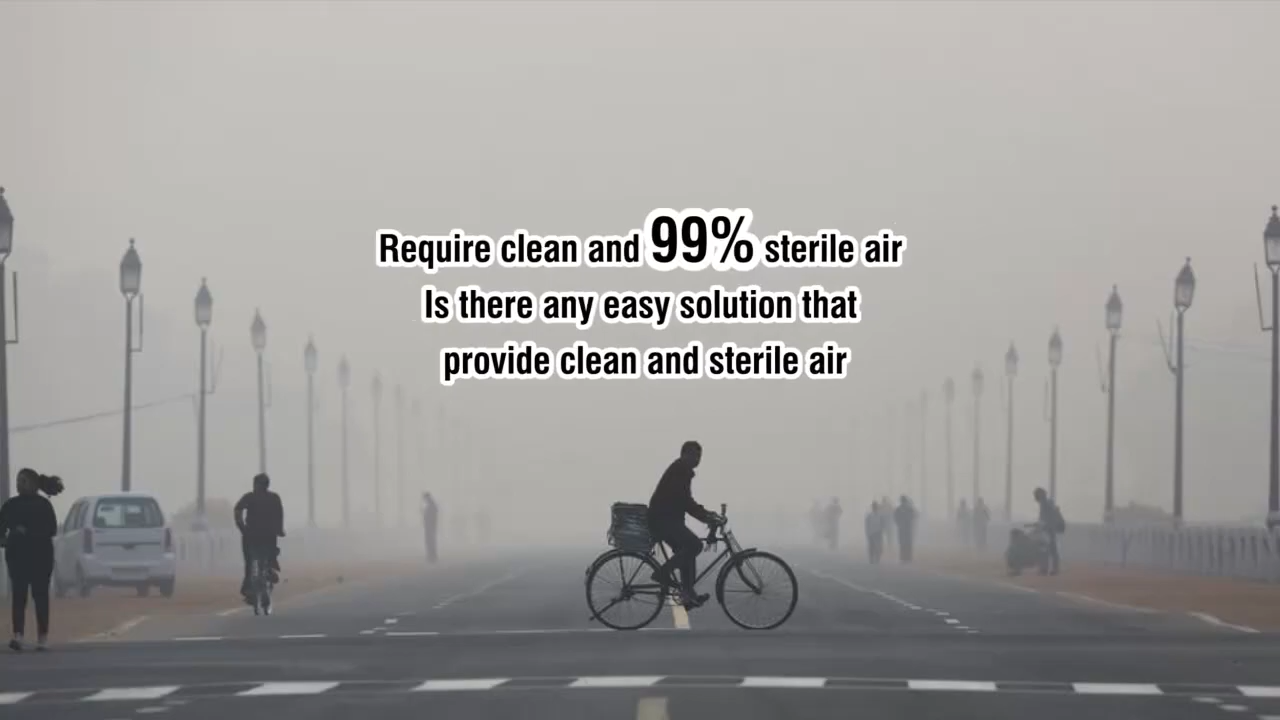 Require clean and 99% sterile air
Is there any easy solution that
provide clean and sterile air